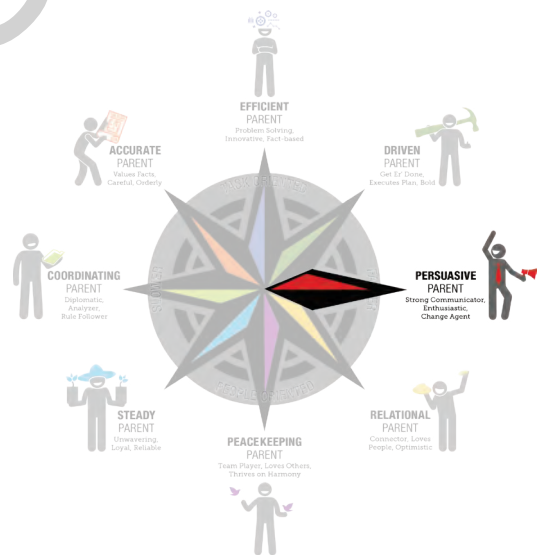 EFFICIENT
PARENT
Problem Solving,
Innovative, Fact-based
ACCURATE
PARENT
Values Facts,
Careful, Orderly
DRIVEN
PARENT
Get Er' Done,
Executes Plan, Bold
COORDINATING
PARENT
Diplomatic,
Analyzer,
Rule Follower
PERSUASIVE
PARENT
Strong Communicator,
Enthusiastic,
Change Agent
STEADY
PARENT
Unwavering,
Loyal, Reliable
RELATIONAL
PARENT
Connector, Loves
People, Optimistic
PEACEKEEPING
PARENT
Team Player, Loves Others,
Thrives on Harmony